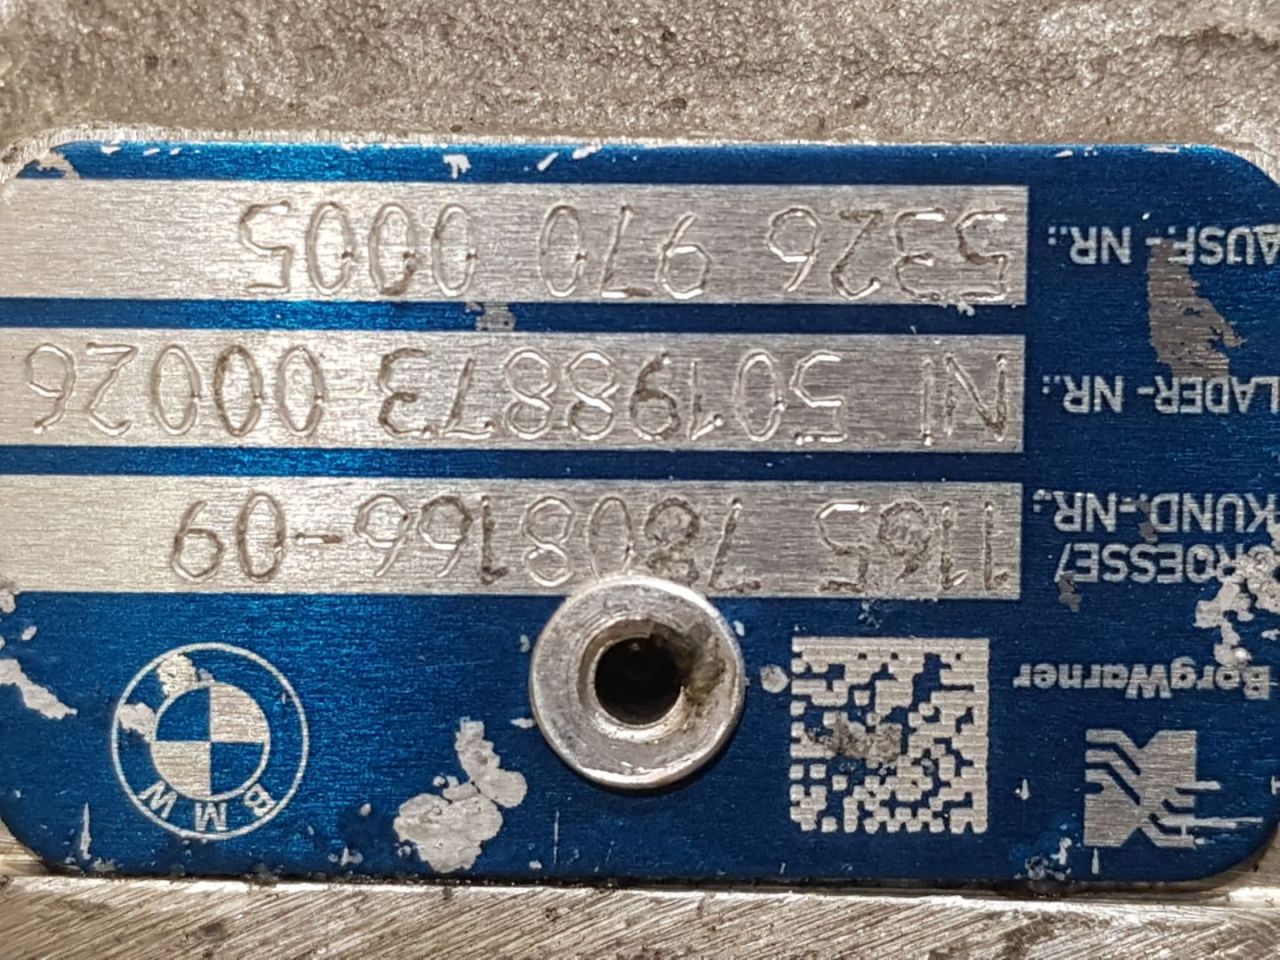 BorgWarner
BMW
GROESSE/
KUND.-NR. 1165 7808166-09
LADER- NR.: NI 50198873 00026
AUSF.- NR.: 5326 970 0005